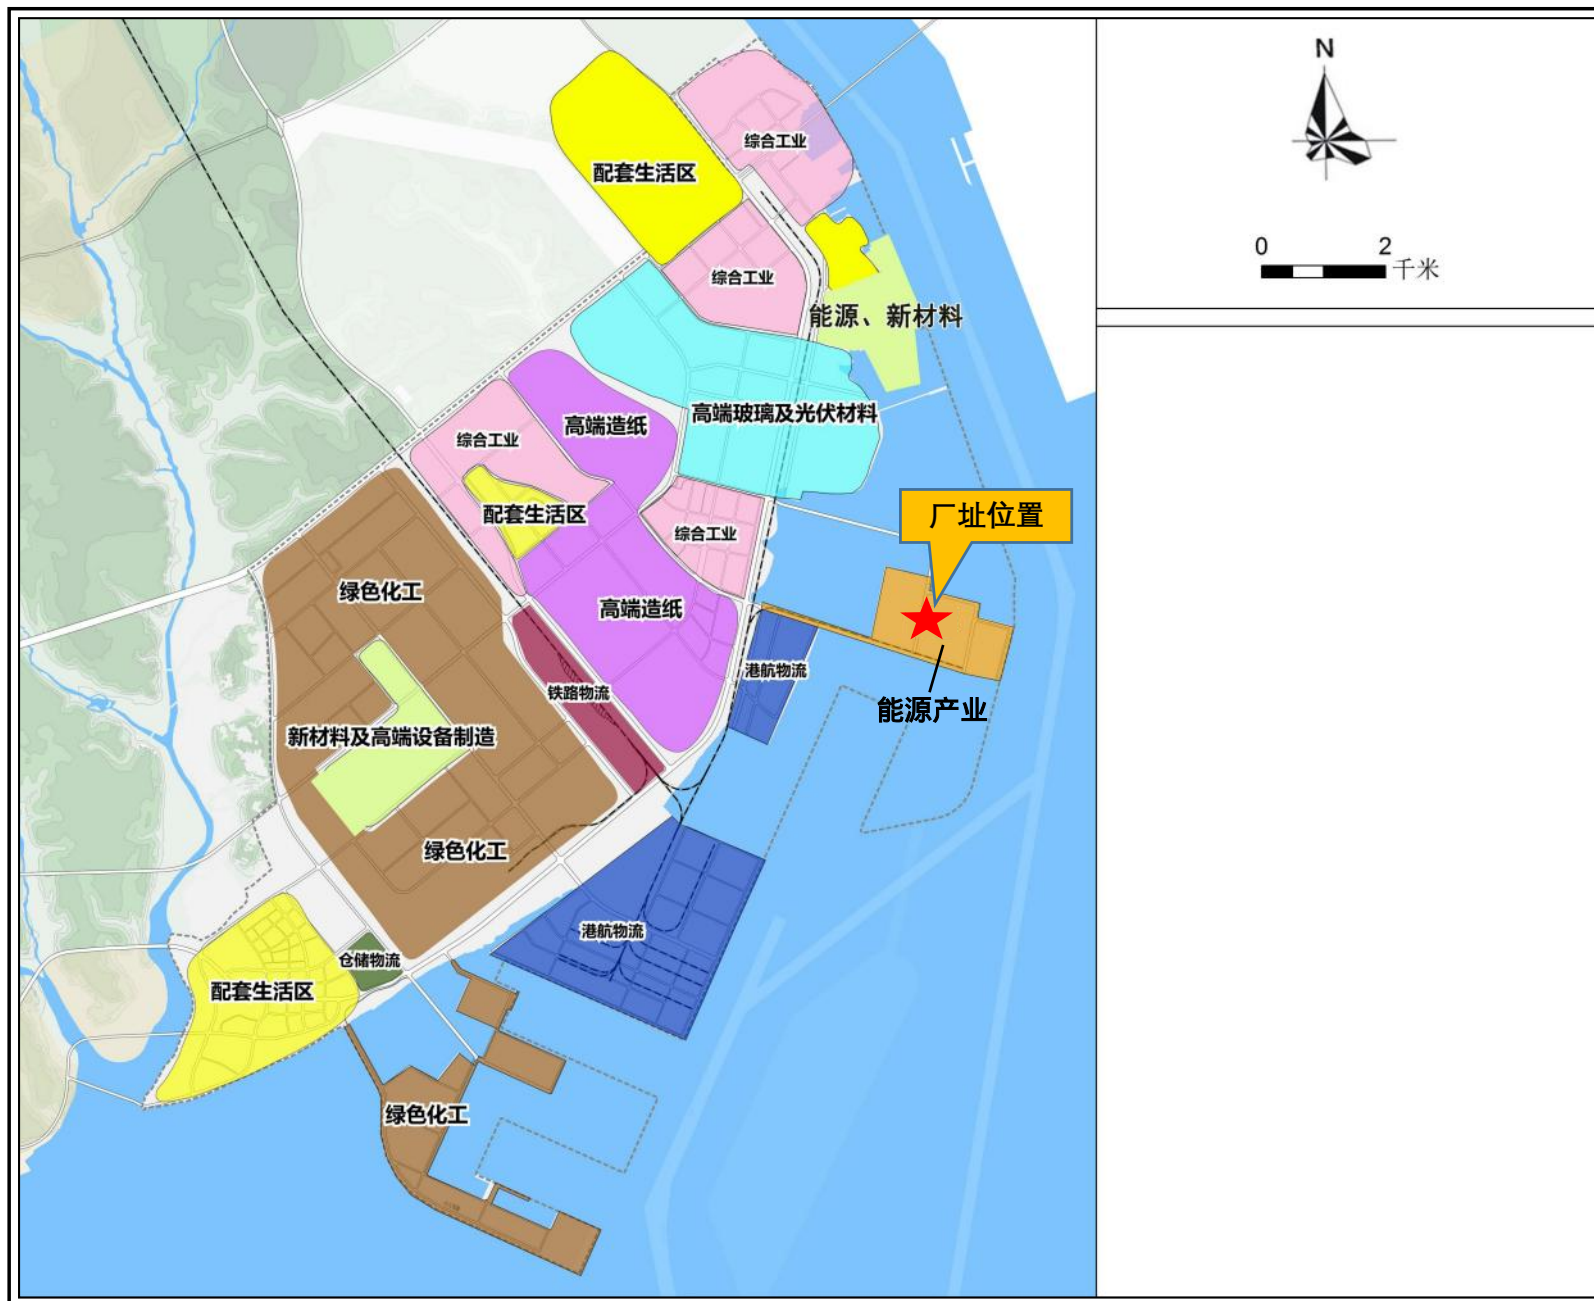 N
0 2
千米
综合工业
配套生活区
综合工业
能源、新材料
高端玻璃及光伏材料
高端造纸
综合工业
配套生活区
厂址位置
综合工业
绿色化工
高端造纸
港航物流
铁路物流
能源产业
新材料及高端设备制造
绿色化工
港航物流
仓储物流
配套生活区
绿色化工